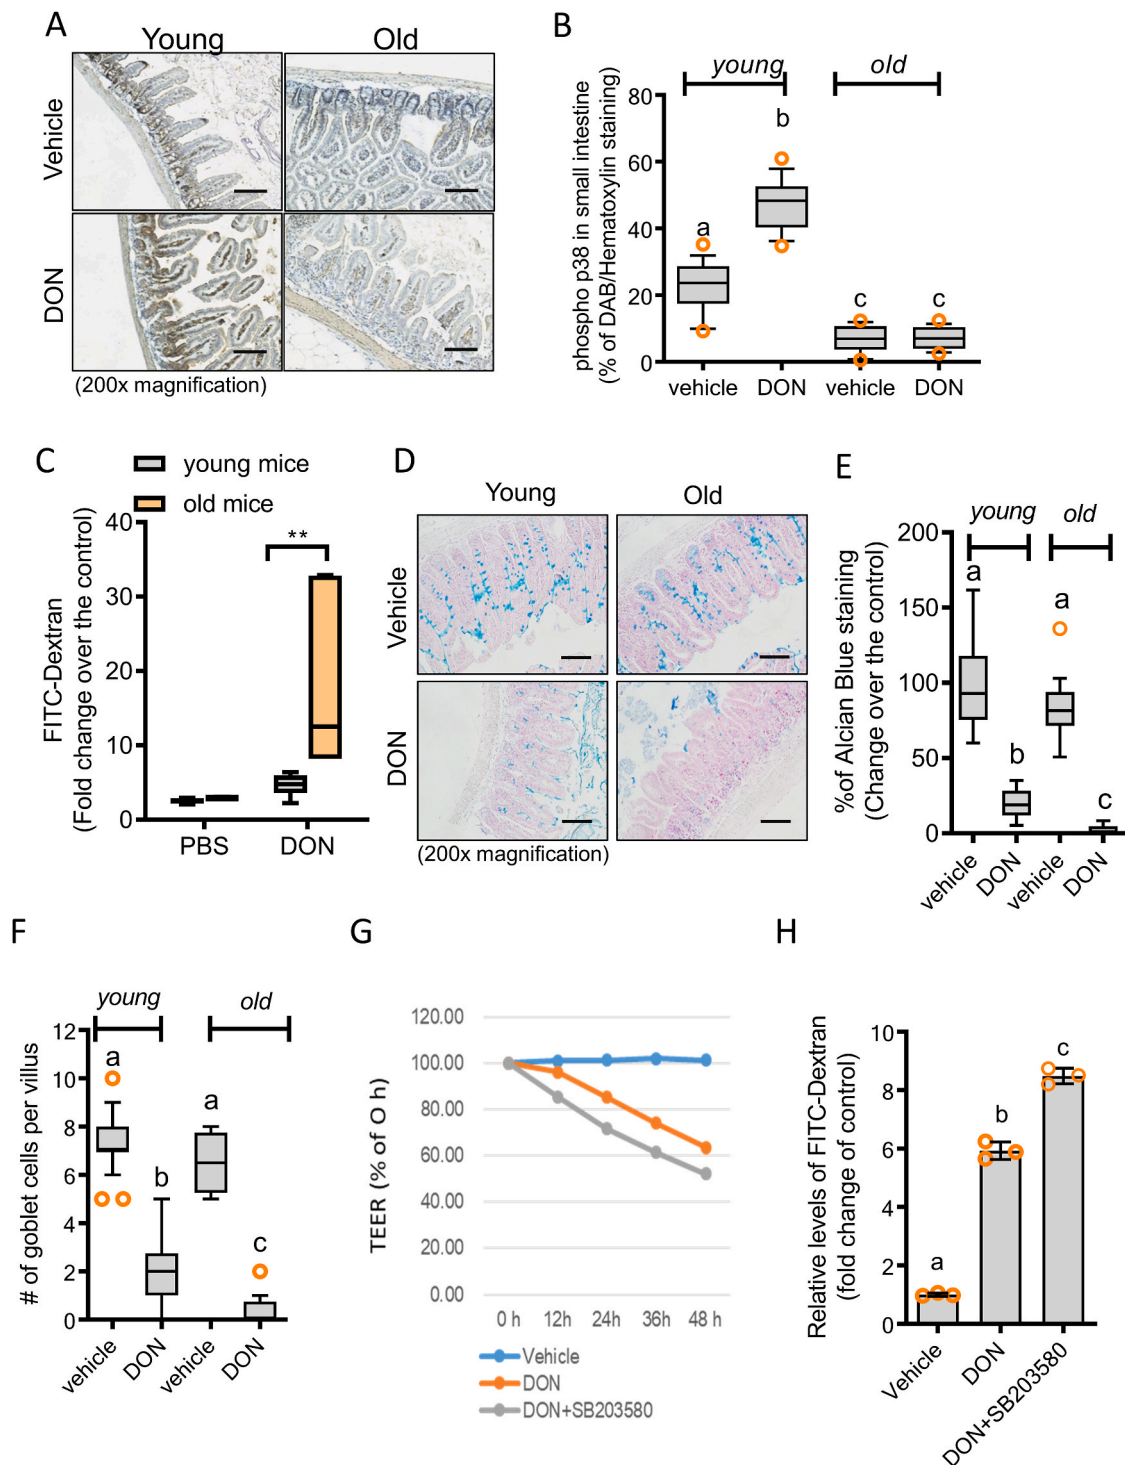 A
Young
Old
Vehicle
DON
(200x magnification)
B
young
old
phospho p38 in small intestine
(% of DAB/Hematoxylin staining)
80
60
40
20
0
a
b
c
c
vehicle
DON
vehicle
DON
C
young mice
old mice
FITC-Dextran
(Fold change over the control)
40
30
20
10
0
**
PBS
DON
D
Young
Old
Vehicle
DON
(200x magnification)
E
young
old
%of Alcian Blue staining
(Change over the control)
200
150
100
50
0
a
b
a
c
vehicle
DON
vehicle
DON
F
young
old
# of goblet cells per villus
12
10
8
6
4
2
0
a
b
a
c
vehicle
DON
vehicle
DON
G
TEER (% of O h)
120.00
100.00
80.00
60.00
40.00
20.00
0.00
0 h
12h
24h
36h
48 h
Vehicle
DON
DON+SB203580
H
Relative levels of FITC-Dextran
(fold change of control)
10
8
6
4
2
0
a
b
c
Vehicle
DON
DON+SB203580